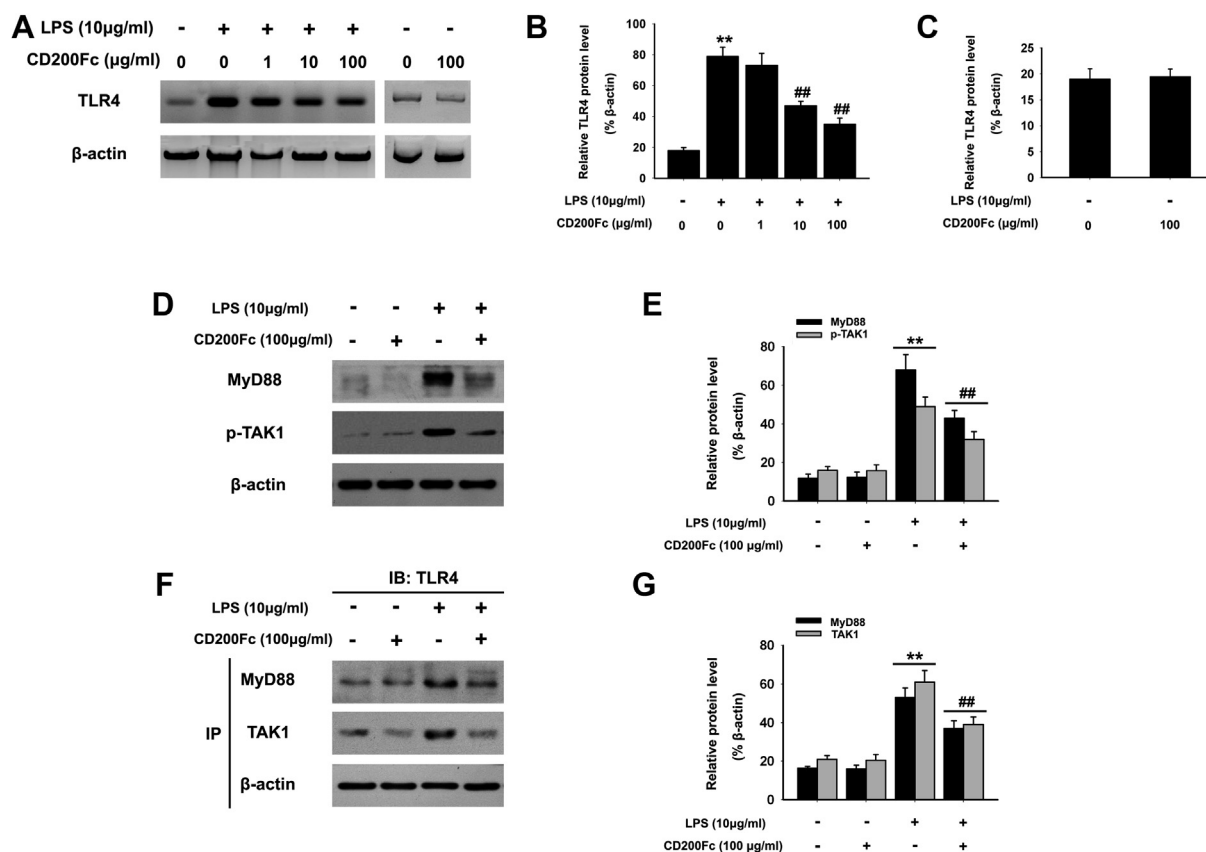 A
LPS (10μg/ml) - + + + + - -
CD200Fc (μg/ml) 0 0 1 10 100 0 100
TLR4
β-actin
B
Relative TLR4 protein level
(% β-actin)
100
80
60
40
20
0
**
##
##
LPS (10μg/ml) - + + + +
CD200Fc (μg/ml) 0 0 1 10 100
C
Relative TLR4 protein level
(% β-actin)
25
20
15
10
5
0
LPS (10μg/ml) - -
CD200Fc (μg/ml) 0 100
D
LPS (10μg/ml) - - + +
CD200Fc (100μg/ml) - + - +
MyD88
p-TAK1
β-actin
E
MyD88
p-TAK1
Relative protein level
(% β-actin)
80
60
40
20
0
**
##
LPS (10μg/ml) - - + +
CD200Fc (100 μg/ml) - + - +
F
IB: TLR4
LPS (10μg/ml) - - + +
CD200Fc (100μg/ml) - + - +
IP
MyD88
TAK1
β-actin
G
MyD88
TAK1
Relative protein level
(% β-actin)
80
60
40
20
0
**
##
LPS (10μg/ml) - - + +
CD200Fc (100 μg/ml) - + - +